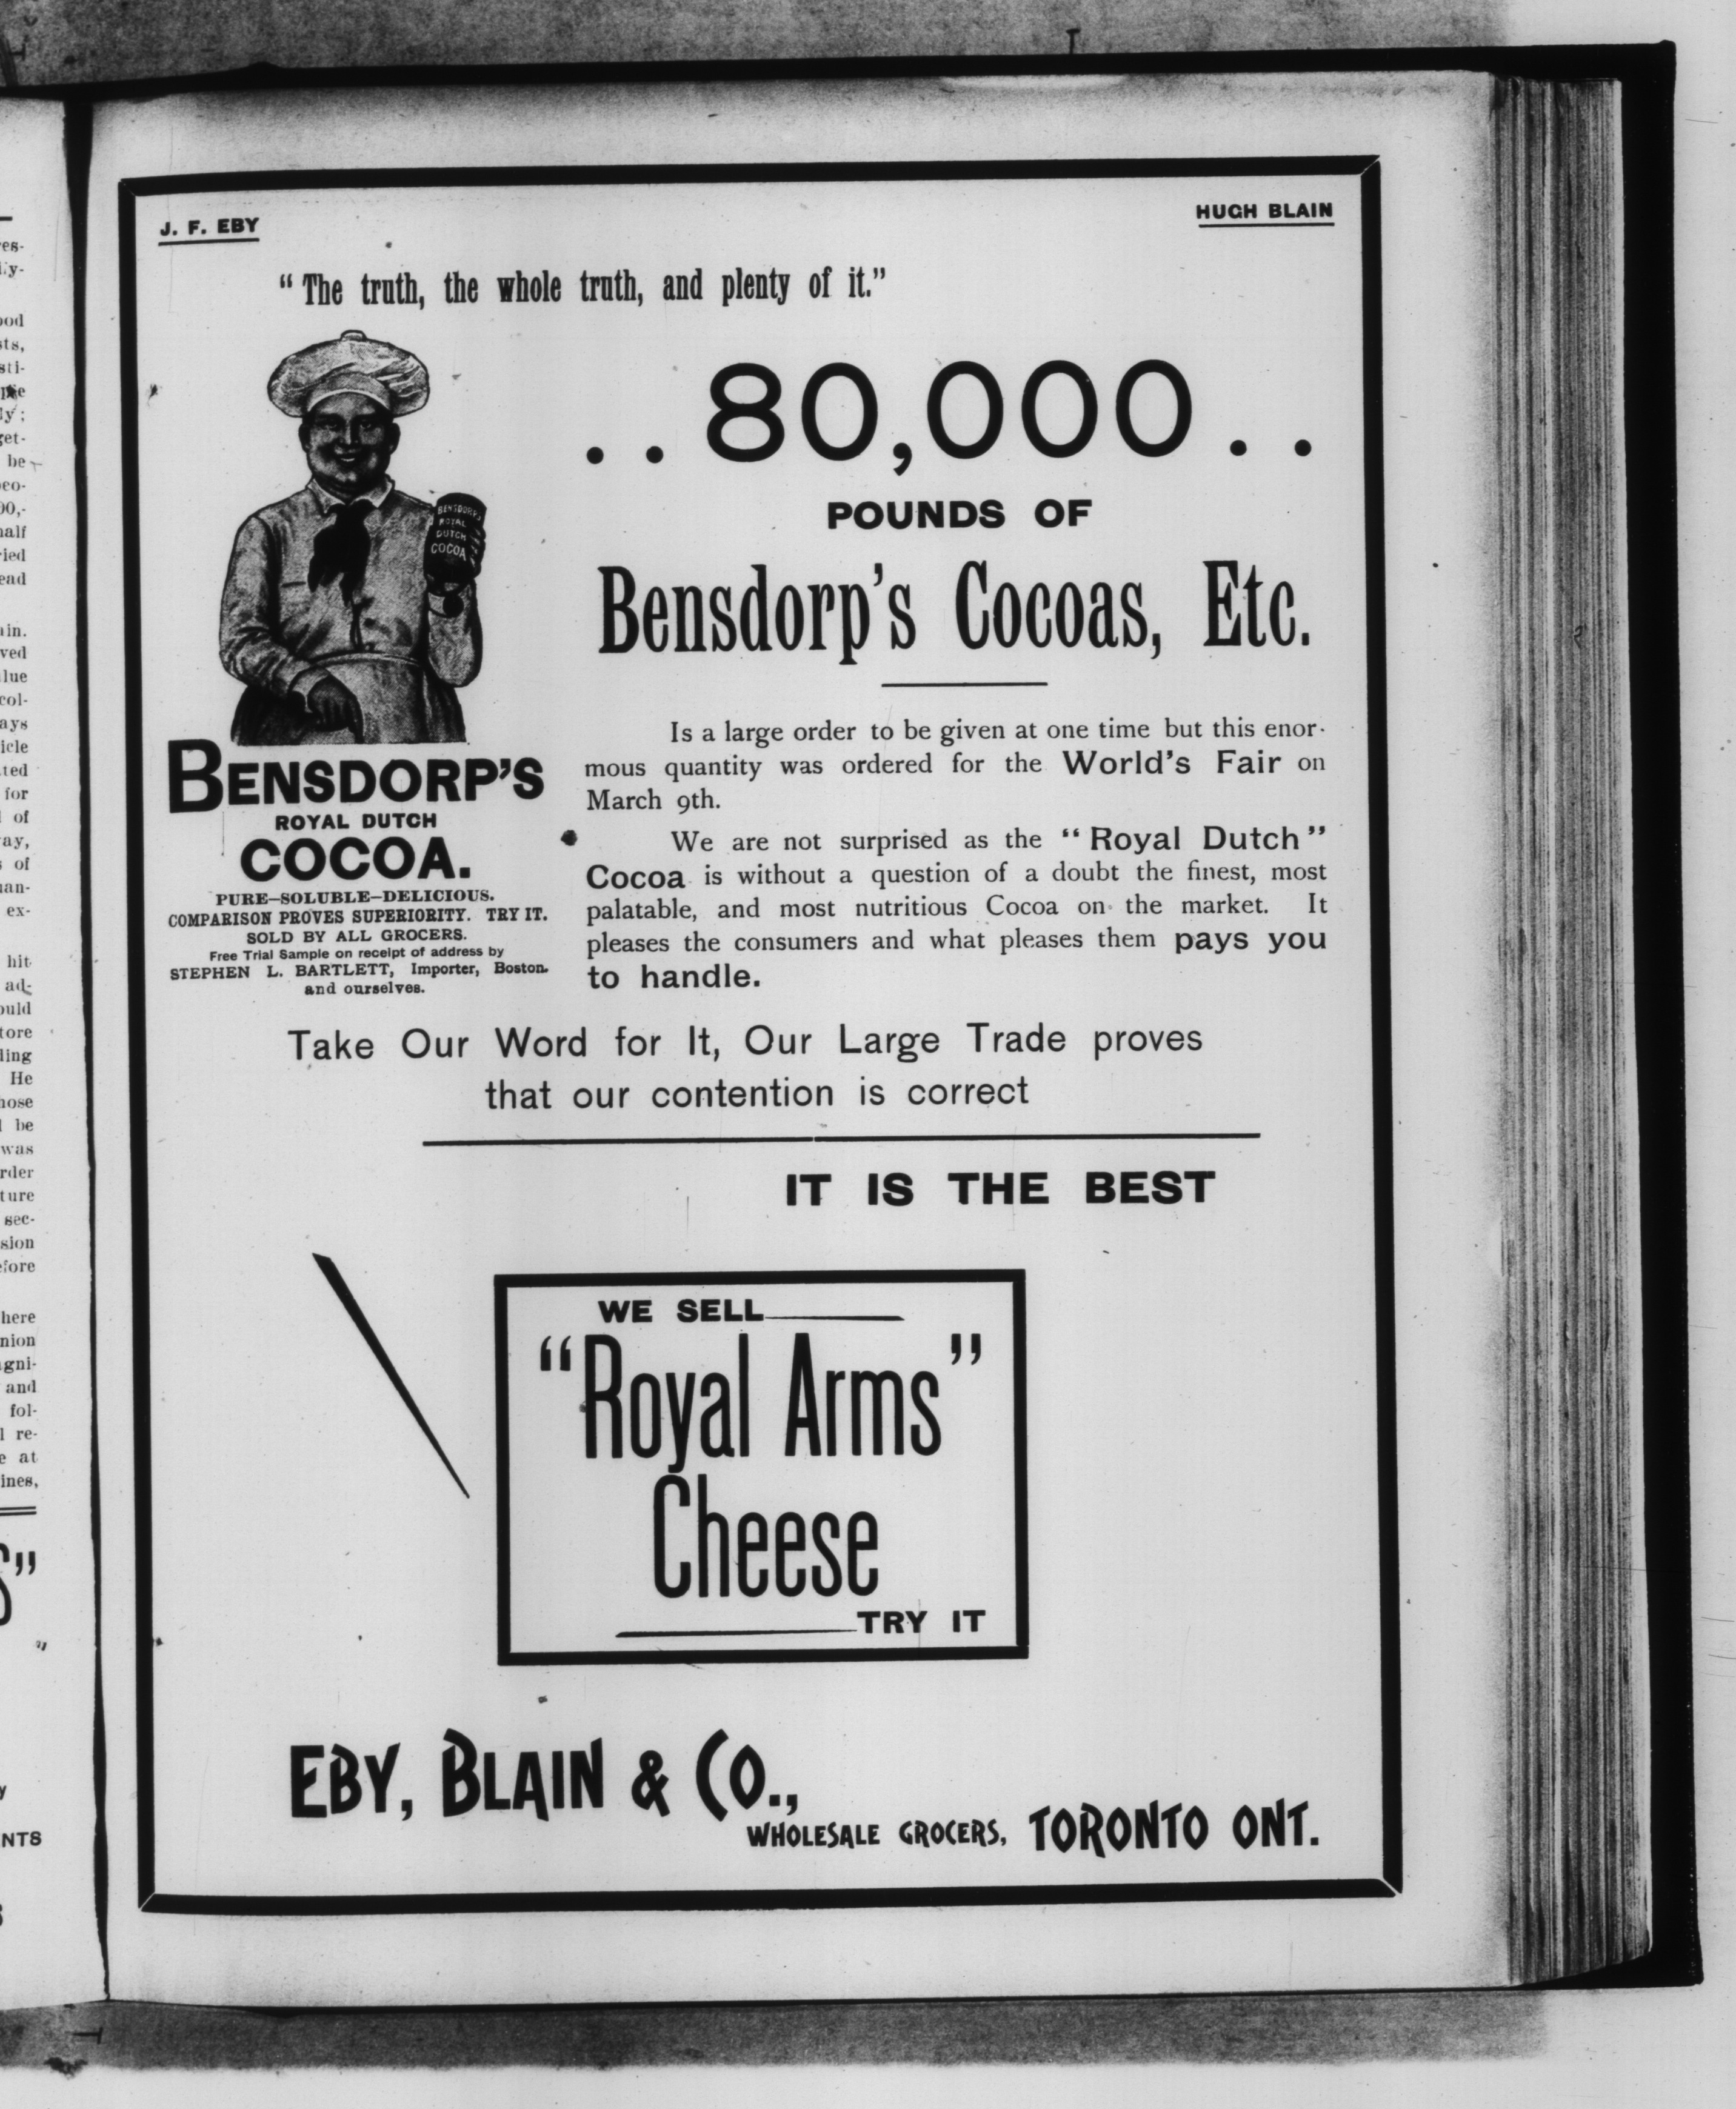 J. F. EBY
HUGH BLAIN
"The truth, the whole truth, and plenty of it."
BENSDORP'S
ROYAL
DUTCH
COCOA
. . 80,000 . .
POUNDS OF
Bensdorp's Cocoas, Etc.
BENSDORP'S
ROYAL DUTCH
COCOA.
PURE—SOLUBLE—DELICIOUS.
COMPARISON PROVES SUPERIORITY. TRY IT.
SOLD BY ALL GROCERS.
Free Trial Sample on receipt of address by
STEPHEN L. BARTLETT, Importer, Boston.
and ourselves.
Is a large order to be given at one time but this enor-
mous quantity was ordered for the World's Fair on
March 9th.
We are not surprised as the "Royal Dutch"
Cocoa is without a question of a doubt the finest, most
palatable, and most nutritious Cocoa on the market. It
pleases the consumers and what pleases them pays you
to handle.
Take Our Word for It, Our Large Trade proves
that our contention is correct
IT IS THE BEST
WE SELL
"Royal Arms"
Cheese
TRY IT
EBY, BLAIN & CO.,
WHOLESALE GROCERS, TORONTO ONT.